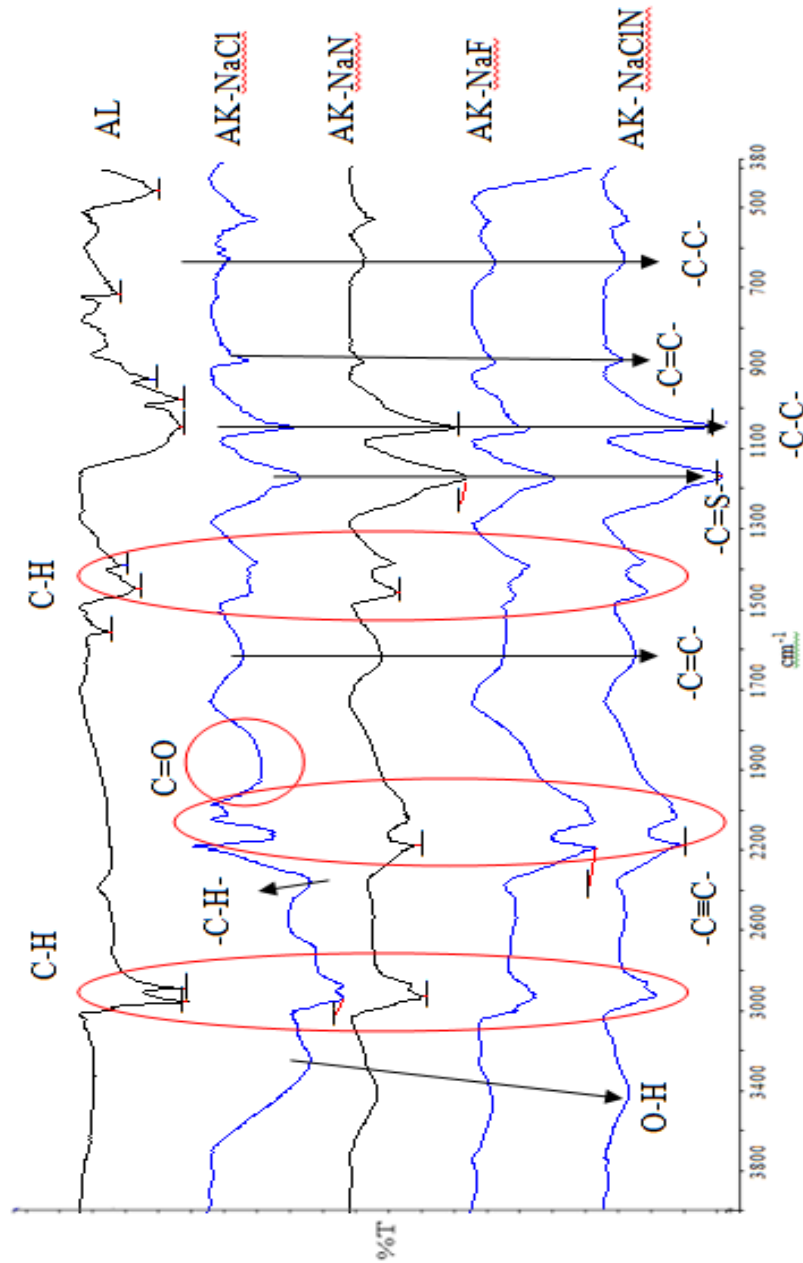 AL
AK-NaCl
AK-NaN
AK-NaF
AK- NaClN
C-H
C-H
C=O
-C-H-
O-H
-C≡C-
-C=C-
-C=S-
-C-C-
-C=C-
-C-C-
%T
3800
3400
3000
2600
2200
1900
1700
1500
1300
1100
900
700
500
380
cm-1